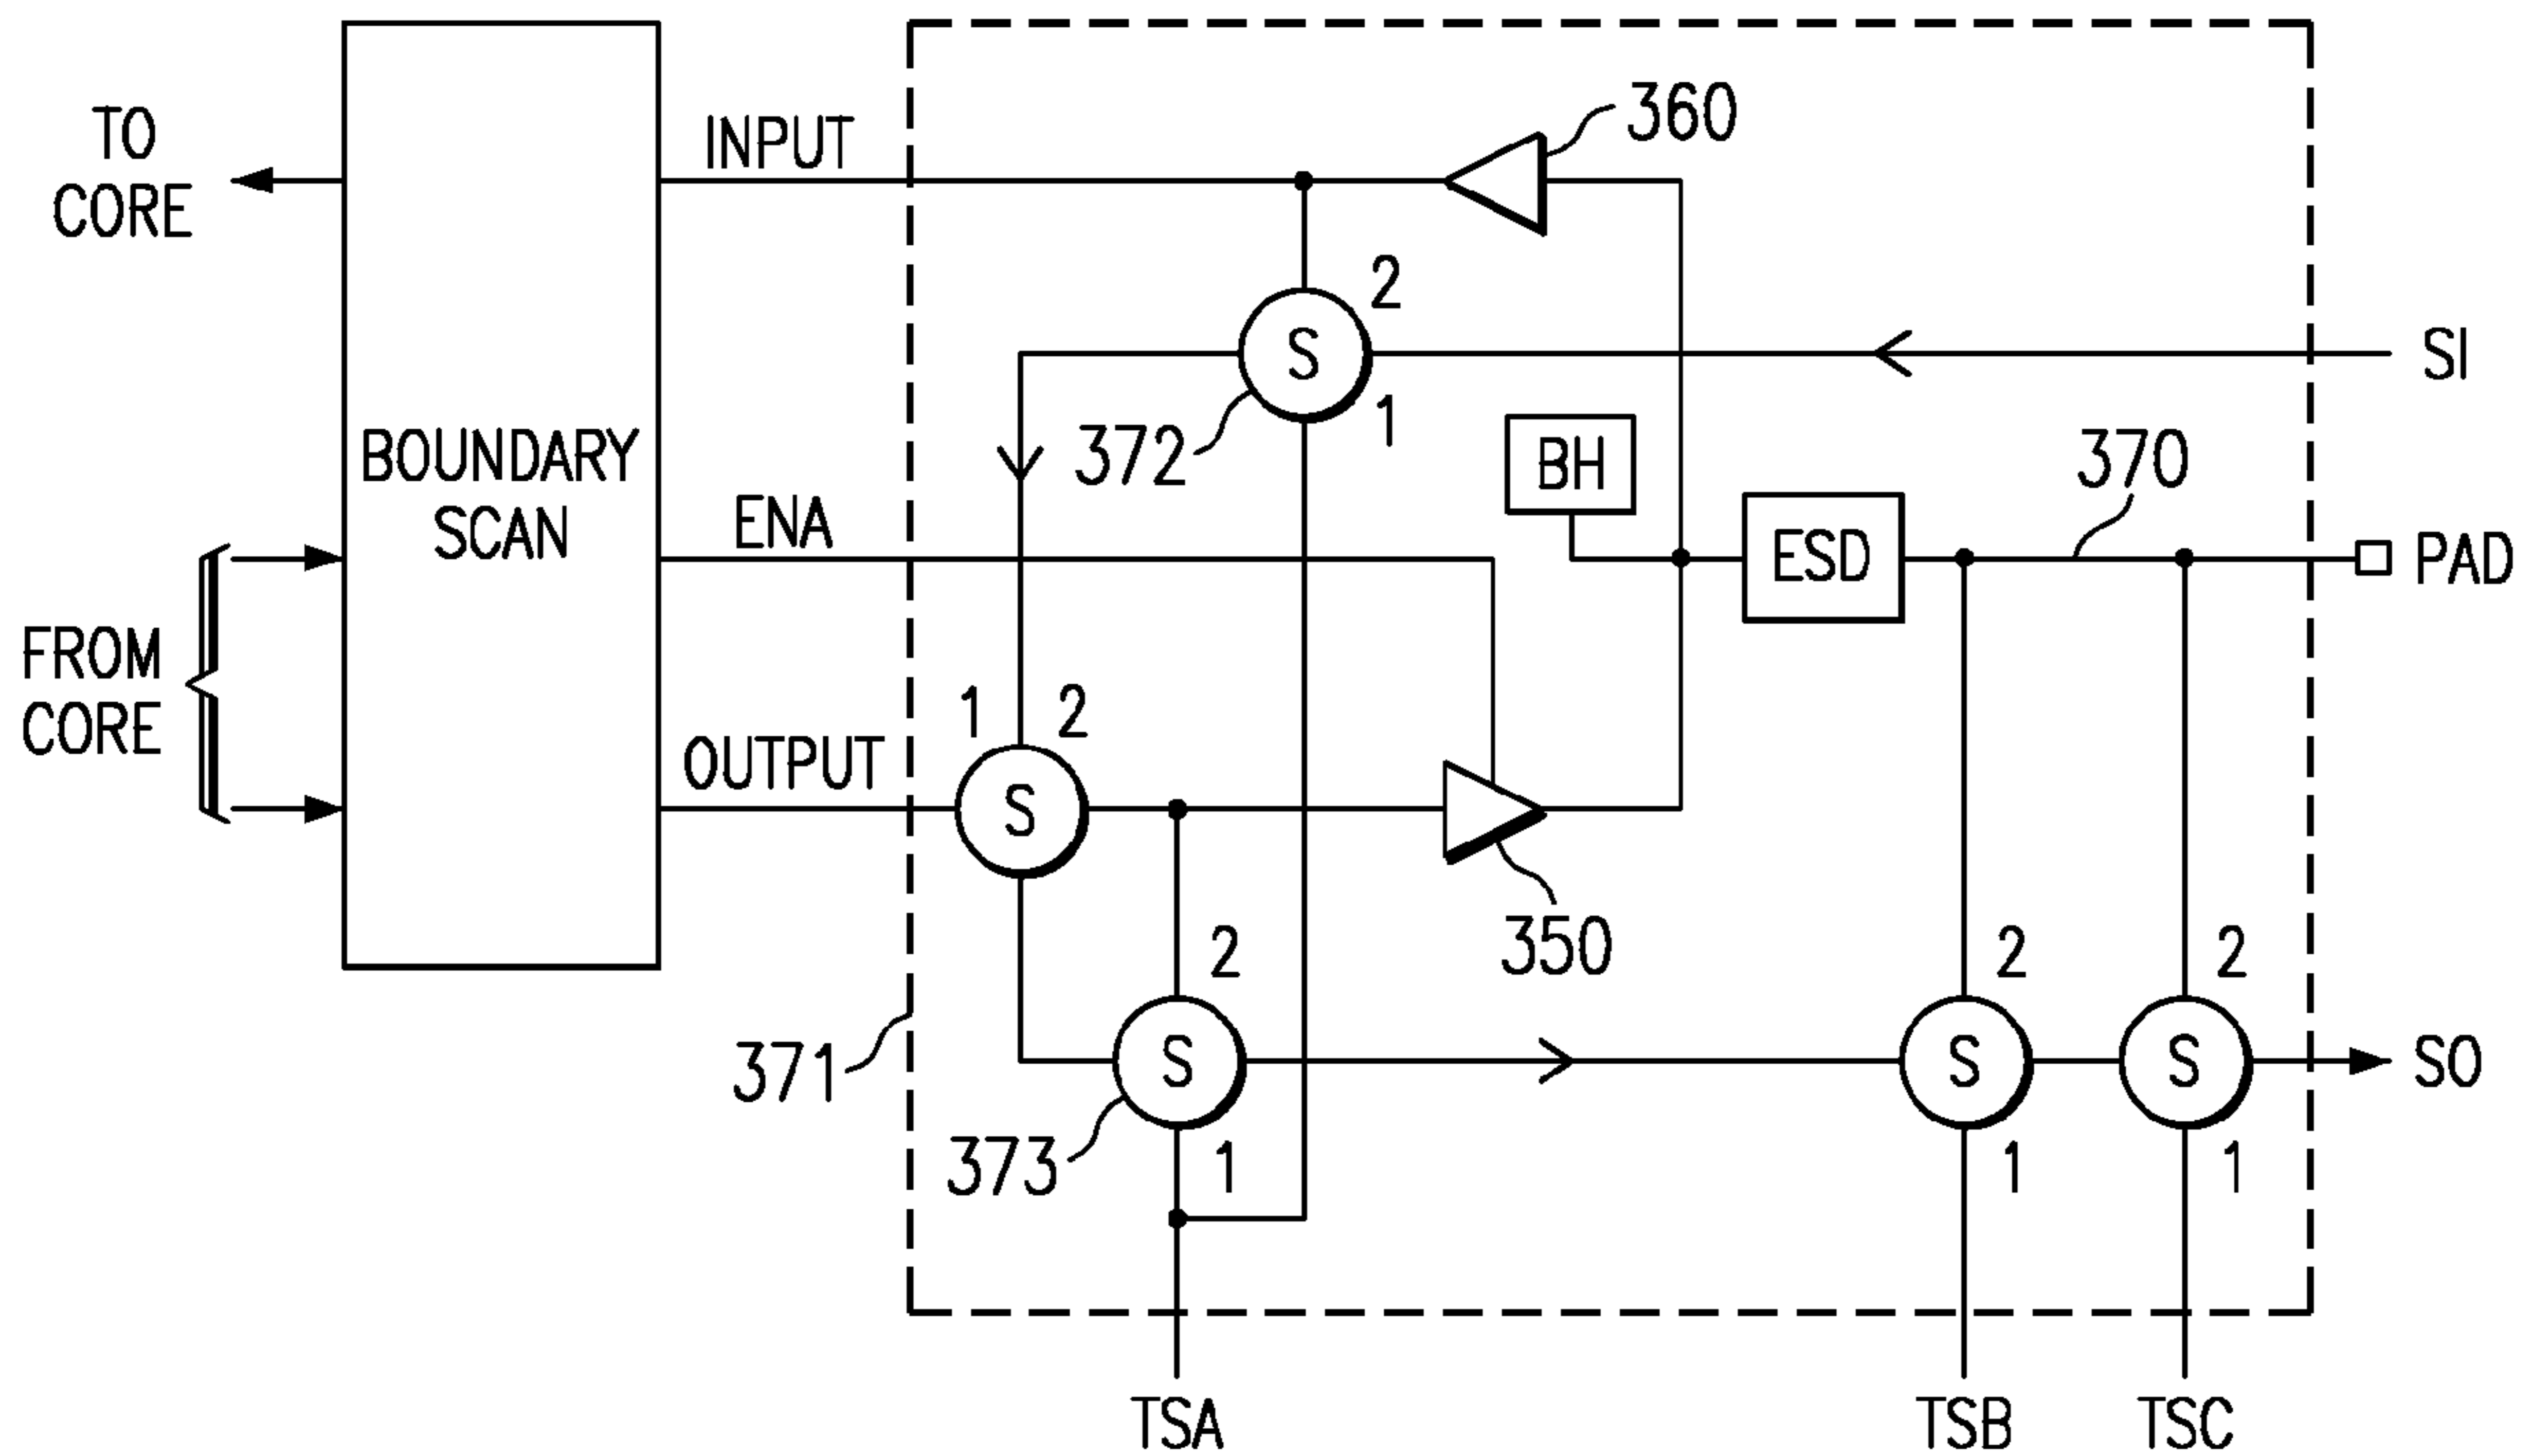 360
TO
CORE
INPUT
2
S
SI
1
372
BOUNDARY
SCAN
BH
370
ENA
ESD
PAD
FROM
CORE
1
2
OUTPUT
S
350
2
2
2
371
S
S
S
SO
373
1
1
1
TSA
TSB
TSC